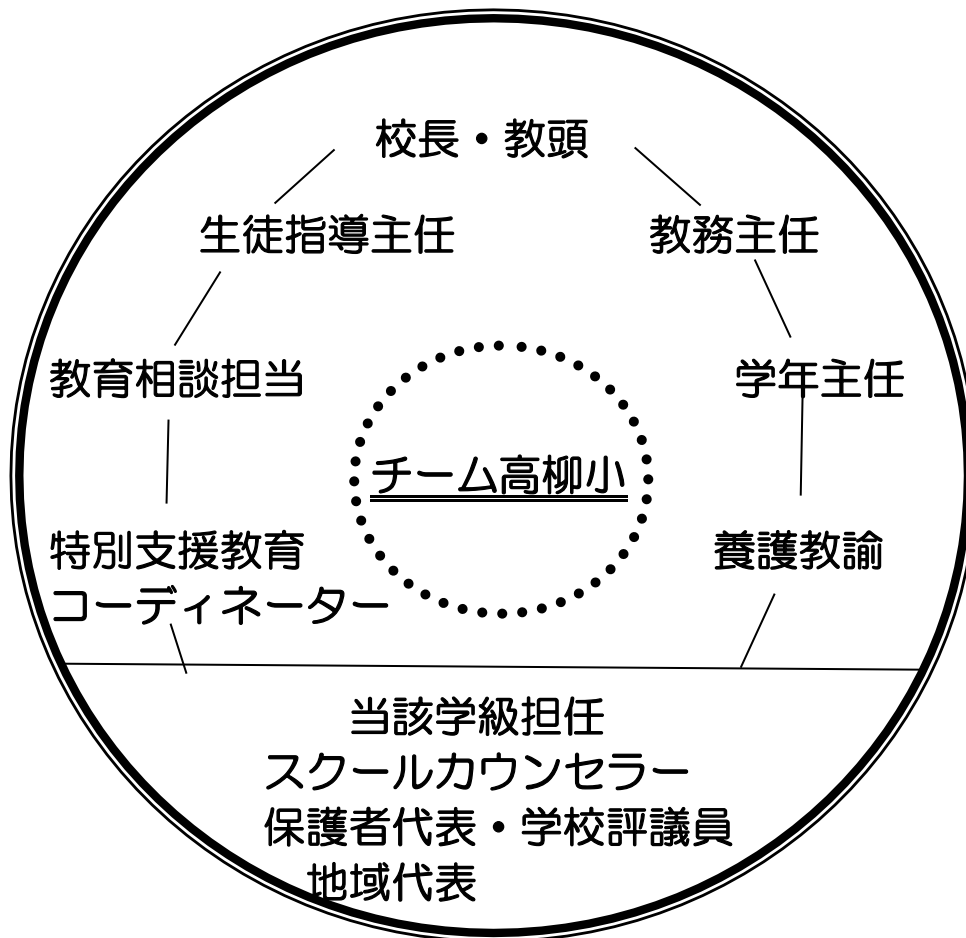 校長・教頭
生徒指導主任
教務主任
教育相談担当
学年主任
チーム高柳小
特別支援教育
コーディネーター
養護教諭
当該学級担任
スクールカウンセラー
保護者代表・学校評議員
地域代表